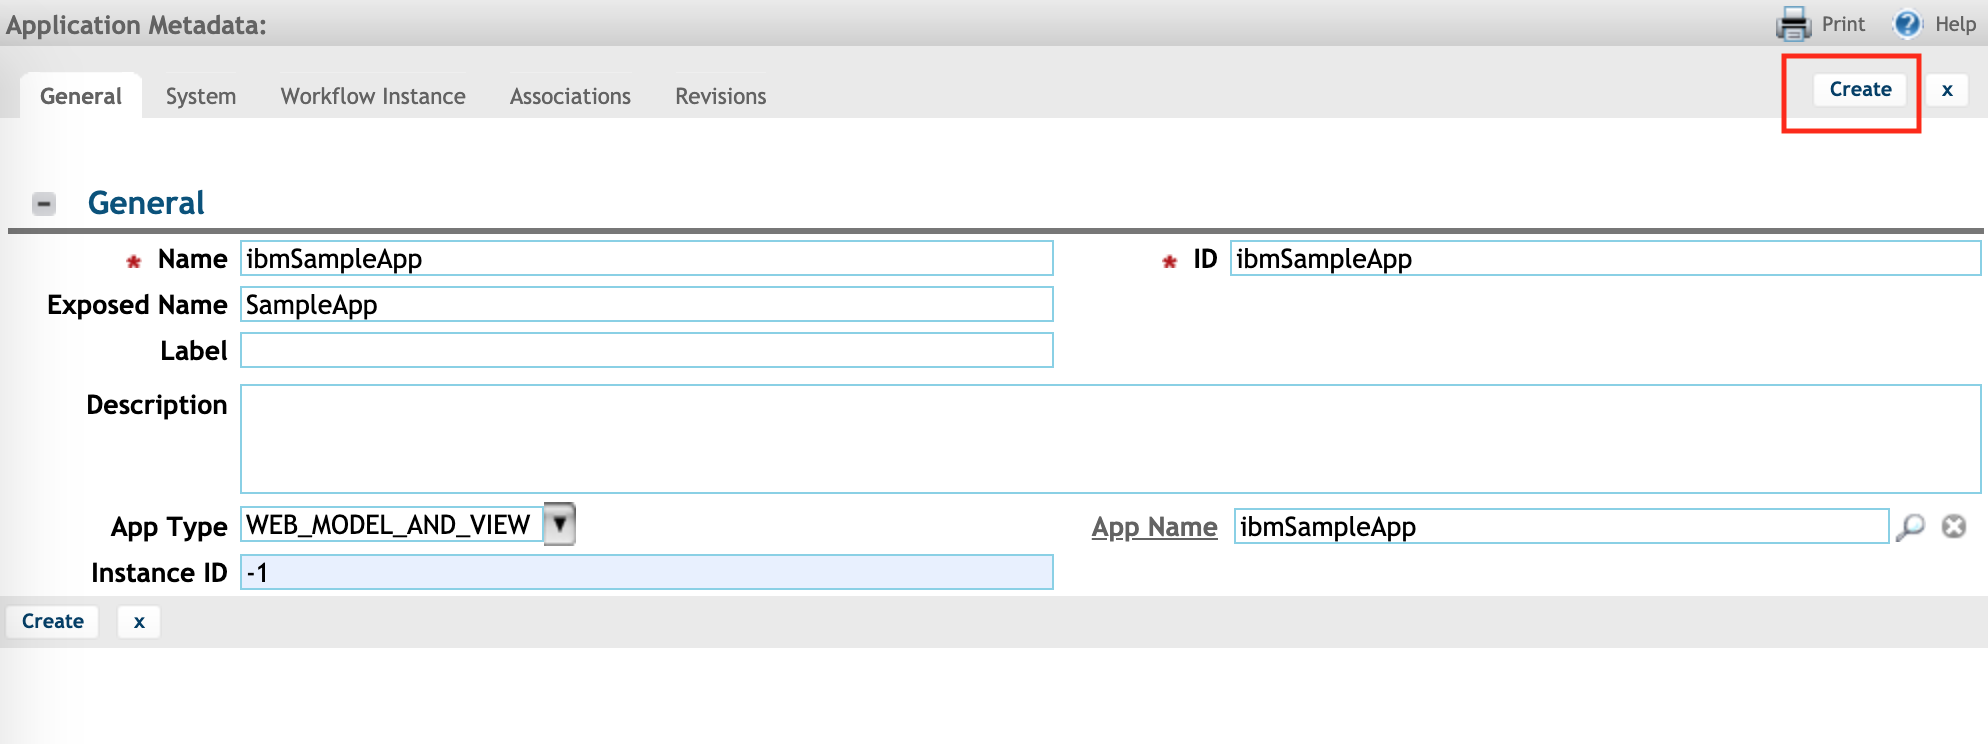 Application Metadata:
Print
Help
General
System
Workflow Instance
Associations
Revisions
Create
x
General
* Name ibmSampleApp
* ID ibmSampleApp
Exposed Name SampleApp
Label
Description
App Type WEB_MODEL_AND_VIEW
App Name ibmSampleApp
Instance ID -1
Create
x